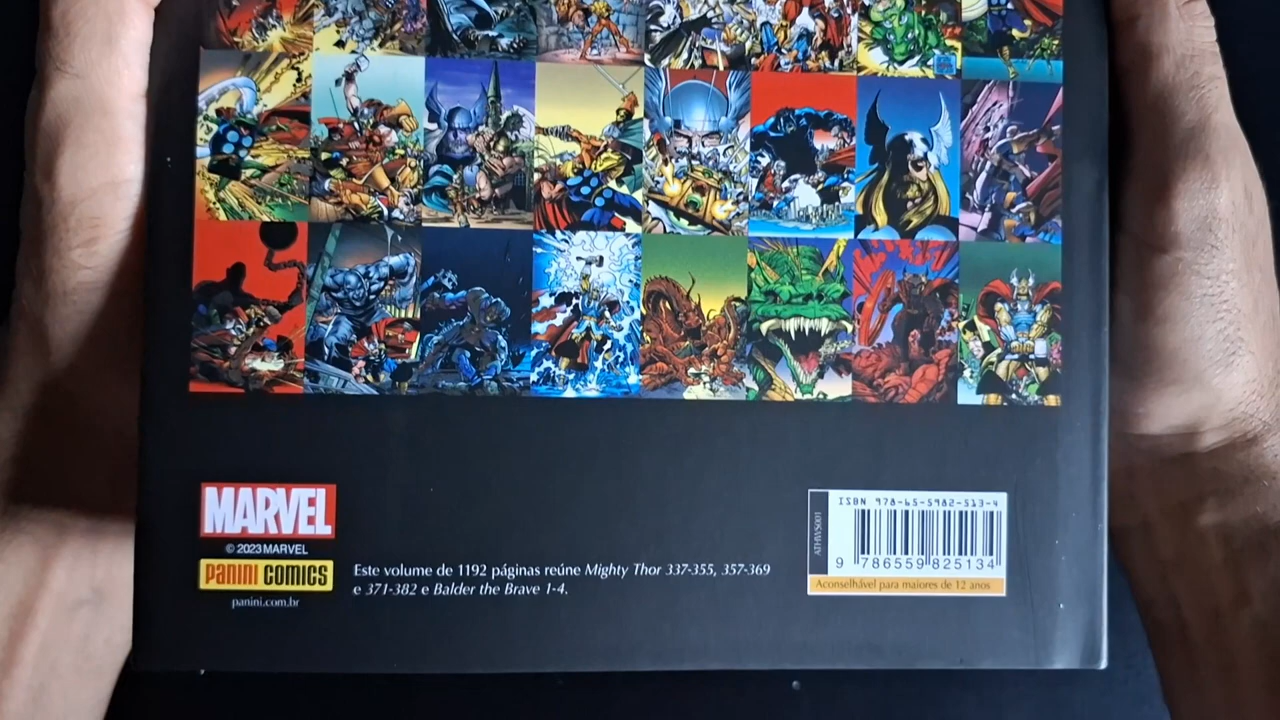 MARVEL
© 2023 MARVEL
PANINI COMICS
panini.com.br
Este volume de 1192 páginas reúne Mighty Thor 337-355, 357-369
e 371-382 e Balder the Brave 1-4.
ISBN 978-65-5982-513-4
ATHWS001
9 786559 825134
Aconselhável para maiores de 12 anos